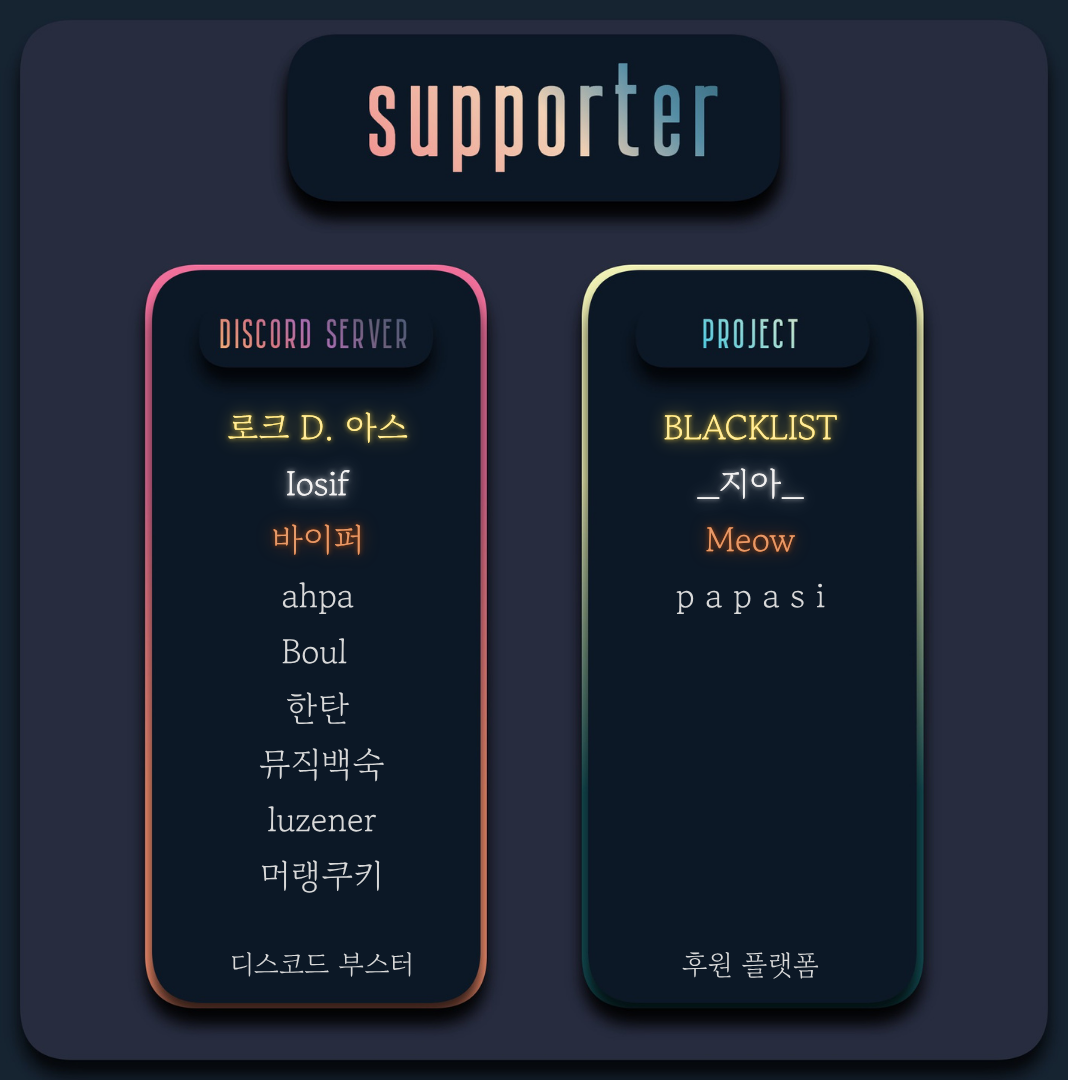 supporter
DISCORD SERVER
로크 D. 아스
Iosif
바이퍼
ahpa
Boul
한탄
뮤직백숙
luzener
머랭쿠키
디스코드 부스터
PROJECT
BLACKLIST
_지아_
Meow
p a p a s i
후원 플랫폼